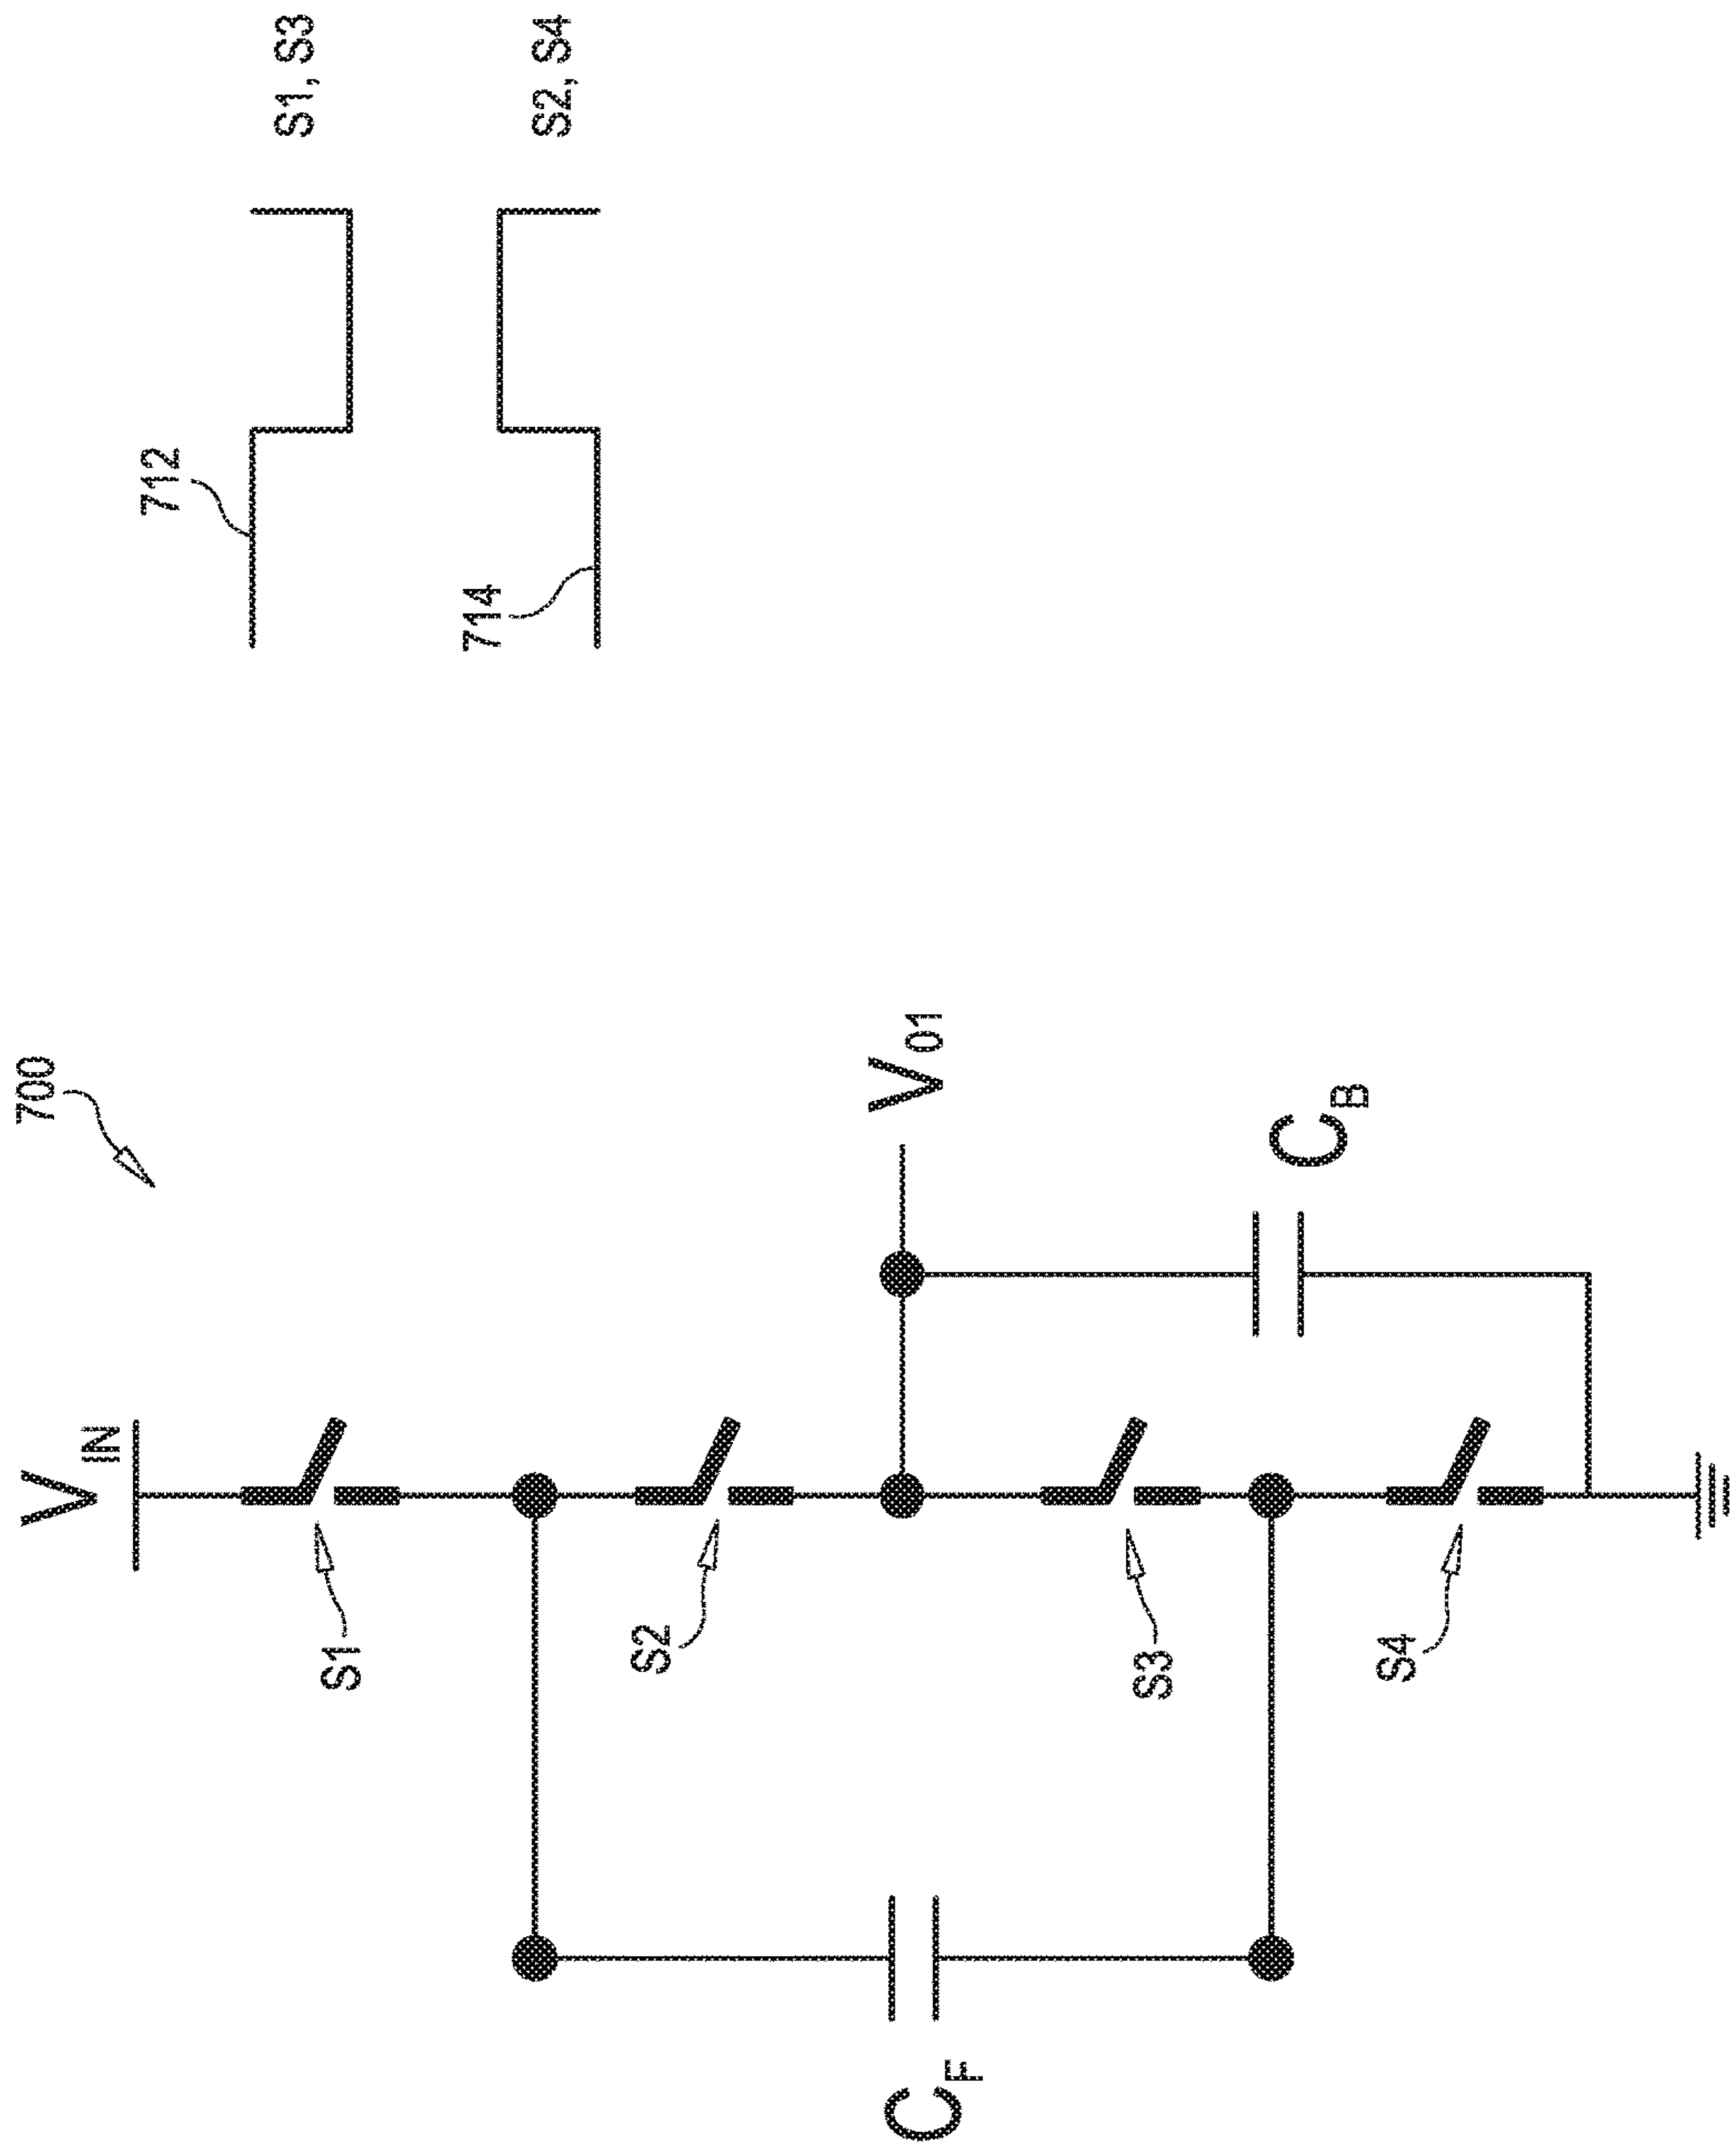 712
S1, S3
714
S2, S4
700
VIN
S1
S2
V01
S3
CB
S4
CF